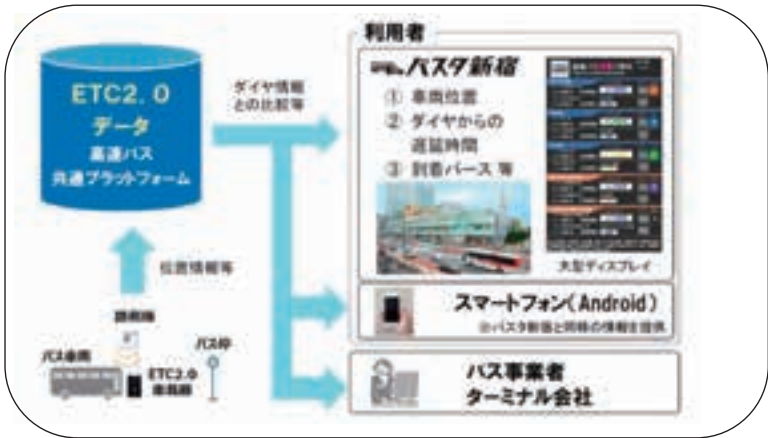 ETC2.0
データ
高速バス
共通プラットフォーム
ダイヤ情報
との比較等
位置情報等
路側機
バス車両
ETC2.0
車載器
バス停
利用者
バスタ新宿
① 車両位置
② ダイヤからの
遅延時間
③ 到着バース 等
大型ディスプレイ
スマートフォン(Android)
※バスタ新宿と同様の情報を提供
バス事業者
ターミナル会社